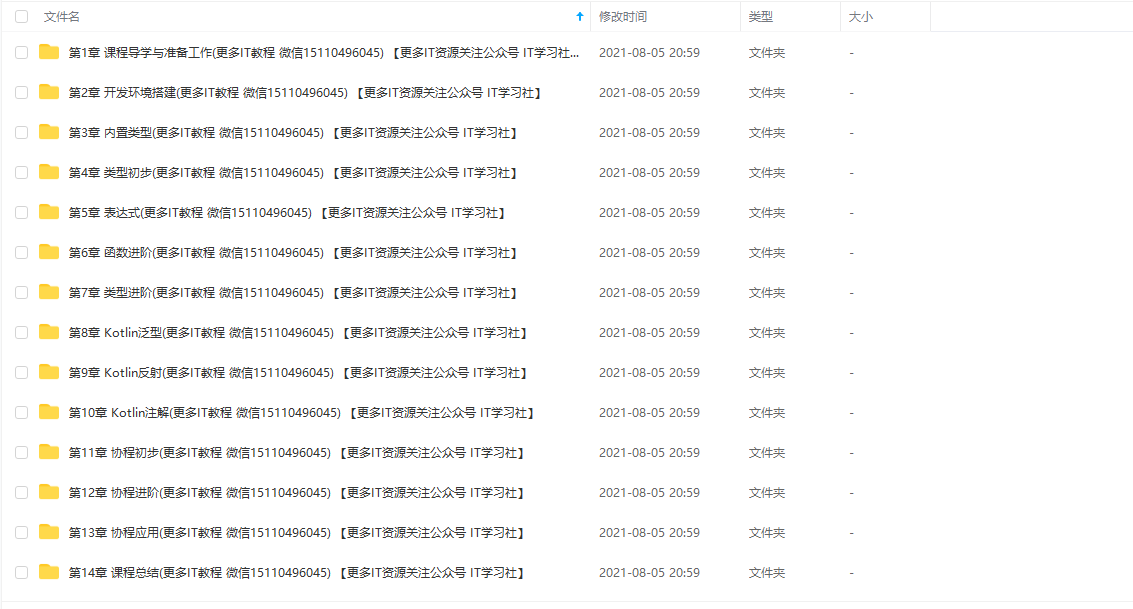 文件名 修改时间 类型 大小
第1章 课程导学与准备工作(更多IT教程 微信15110496045) 【更多IT资源关注公众号 IT学习社... 2021-08-05 20:59 文件夹 -
第2章 开发环境搭建(更多IT教程 微信15110496045) 【更多IT资源关注公众号 IT学习社】 2021-08-05 20:59 文件夹 -
第3章 内置类型(更多IT教程 微信15110496045) 【更多IT资源关注公众号 IT学习社】 2021-08-05 20:59 文件夹 -
第4章 类型初步(更多IT教程 微信15110496045) 【更多IT资源关注公众号 IT学习社】 2021-08-05 20:59 文件夹 -
第5章 表达式(更多IT教程 微信15110496045) 【更多IT资源关注公众号 IT学习社】 2021-08-05 20:59 文件夹 -
第6章 函数进阶(更多IT教程 微信15110496045) 【更多IT资源关注公众号 IT学习社】 2021-08-05 20:59 文件夹 -
第7章 类型进阶(更多IT教程 微信15110496045) 【更多IT资源关注公众号 IT学习社】 2021-08-05 20:59 文件夹 -
第8章 Kotlin泛型(更多IT教程 微信15110496045) 【更多IT资源关注公众号 IT学习社】 2021-08-05 20:59 文件夹 -
第9章 Kotlin反射(更多IT教程 微信15110496045) 【更多IT资源关注公众号 IT学习社】 2021-08-05 20:59 文件夹 -
第10章 Kotlin注解(更多IT教程 微信15110496045) 【更多IT资源关注公众号 IT学习社】 2021-08-05 20:59 文件夹 -
第11章 协程初步(更多IT教程 微信15110496045) 【更多IT资源关注公众号 IT学习社】 2021-08-05 20:59 文件夹 -
第12章 协程进阶(更多IT教程 微信15110496045) 【更多IT资源关注公众号 IT学习社】 2021-08-05 20:59 文件夹 -
第13章 协程应用(更多IT教程 微信15110496045) 【更多IT资源关注公众号 IT学习社】 2021-08-05 20:59 文件夹 -
第14章 课程总结(更多IT教程 微信15110496045) 【更多IT资源关注公众号 IT学习社】 2021-08-05 20:59 文件夹 -